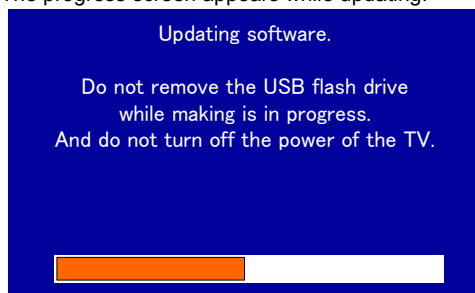 The progress screen appears while updating.
Updating software.
Do not remove the USB flash drive
while making is in progress.
And do not turn off the power of the TV.